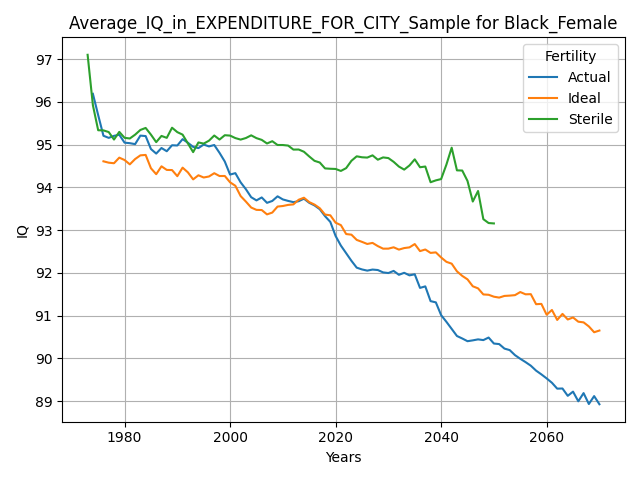 Average_IQ_in_EXPENDITURE_FOR_CITY_Sample for Black_Female
Fertility
Actual
Ideal
Sterile
IQ
97
96
95
94
93
92
91
90
89
1980
2000
2020
2040
2060
Years